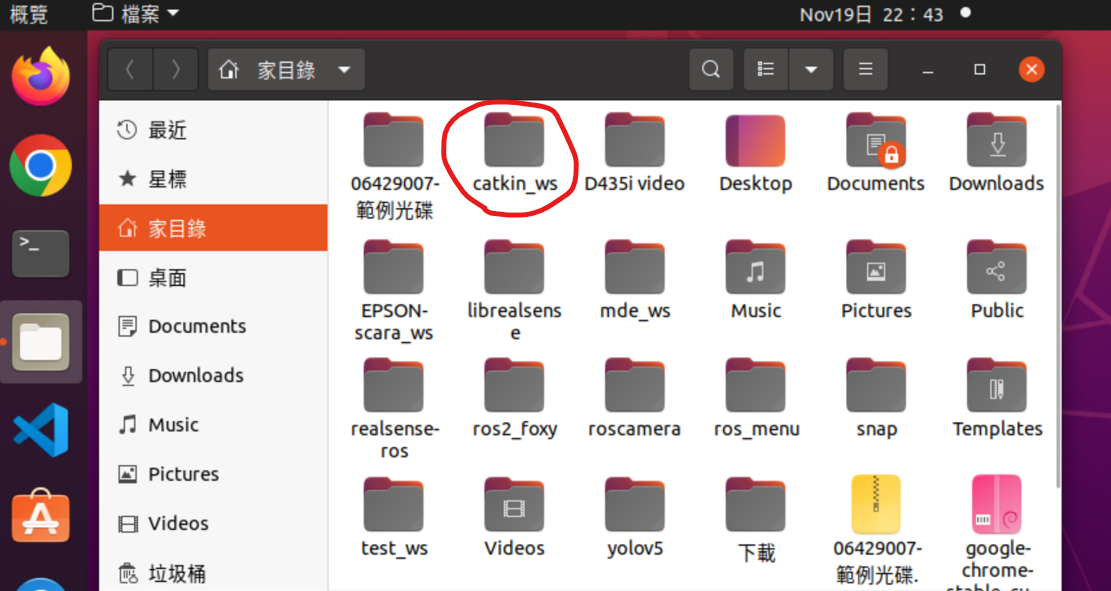 概覽
檔案
Nov19日 22：43
家目錄
最近
星標
家目錄
桌面
Documents
Downloads
Music
Pictures
Videos
垃圾桶
06429007-
範例光碟
catkin_ws
D435i video
Desktop
Documents
Downloads
EPSON-
scara_ws
librealsens
e
mde_ws
Music
Pictures
Public
realsense-
ros
ros2_foxy
roscamera
ros_menu
snap
Templates
test_ws
Videos
yolov5
下載
06429007-
範例光碟.
google-
chrome-